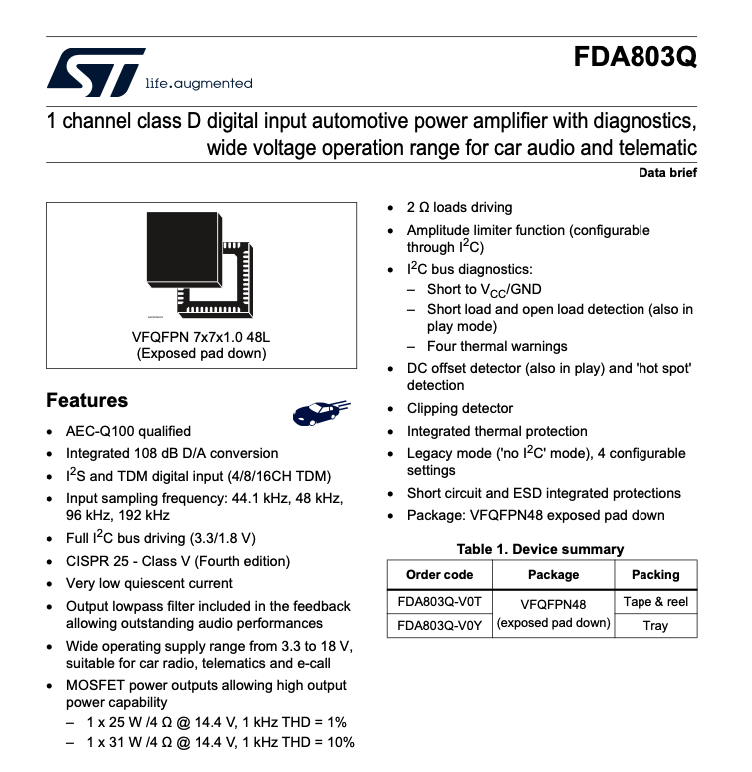 FDA803Q
life.augmented
1 channel class D digital input automotive power amplifier with diagnostics,
wide voltage operation range for car audio and telematic
Data brief
VFQFPN 7x7x1.0 48L
(Exposed pad down)
Features
• AEC-Q100 qualified
• Integrated 108 dB D/A conversion
• I²S and TDM digital input (4/8/16CH TDM)
• Input sampling frequency: 44.1 kHz, 48 kHz,
96 kHz, 192 kHz
• Full I²C bus driving (3.3/1.8 V)
• CISPR 25 - Class V (Fourth edition)
• Very low quiescent current
• Output lowpass filter included in the feedback
allowing outstanding audio performances
• Wide operating supply range from 3.3 to 18 V,
suitable for car radio, telematics and e-call
• MOSFET power outputs allowing high output
power capability
– 1 x 25 W /4 Ω @ 14.4 V, 1 kHz THD = 1%
– 1 x 31 W /4 Ω @ 14.4 V, 1 kHz THD = 10%
• 2 Ω loads driving
• Amplitude limiter function (configurable
through I²C)
• I²C bus diagnostics:
– Short to VCC/GND
– Short load and open load detection (also in
play mode)
– Four thermal warnings
• DC offset detector (also in play) and 'hot spot'
detection
• Clipping detector
• Integrated thermal protection
• Legacy mode ('no I²C' mode), 4 configurable
settings
• Short circuit and ESD integrated protections
• Package: VFQFPN48 exposed pad down
Table 1. Device summary
Order code Package Packing
FDA803Q-V0T VFQFPN48 Tape & reel
FDA803Q-V0Y (exposed pad down) Tray